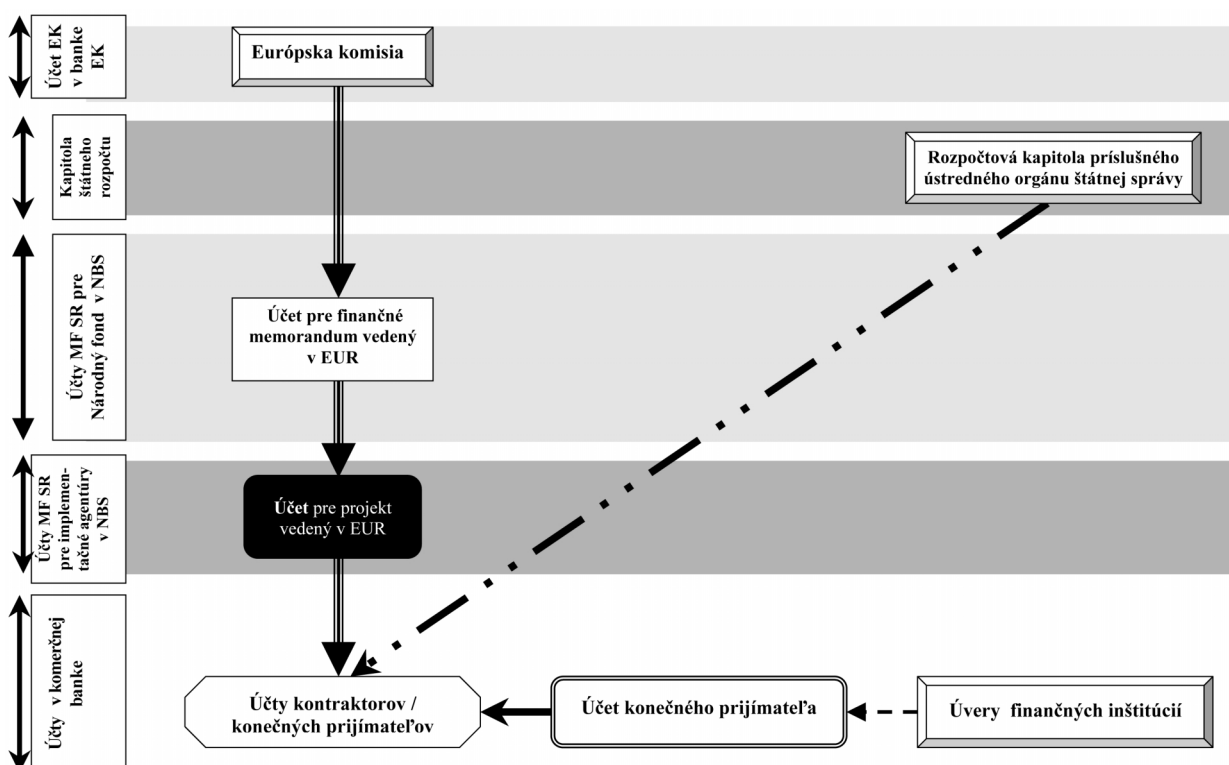 Účet EK
v banke
EK
Európska komisia
Kapitola
štátneho
rozpočtu
Rozpočtová kapitola príslušného
ústredného orgánu štátnej správy
Účty MF SR pre
Národný fond v NBS
Účet pre finančné
memorandum vedený
v EUR
Účty MF SR
pre implemen-
tačné agentúry
v NBS
Účet pre projekt
vedený v EUR
Účty v komerčnej
banke
Účty kontraktorov /
konečných prijímateľov
Účet konečného prijímateľa
Úvery finančných inštitúcií